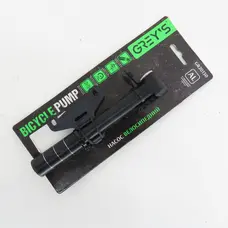 BICYCLE PUMP
GREY'S
AL
НАСОС ВЕЛОСИПЕДНИЙ